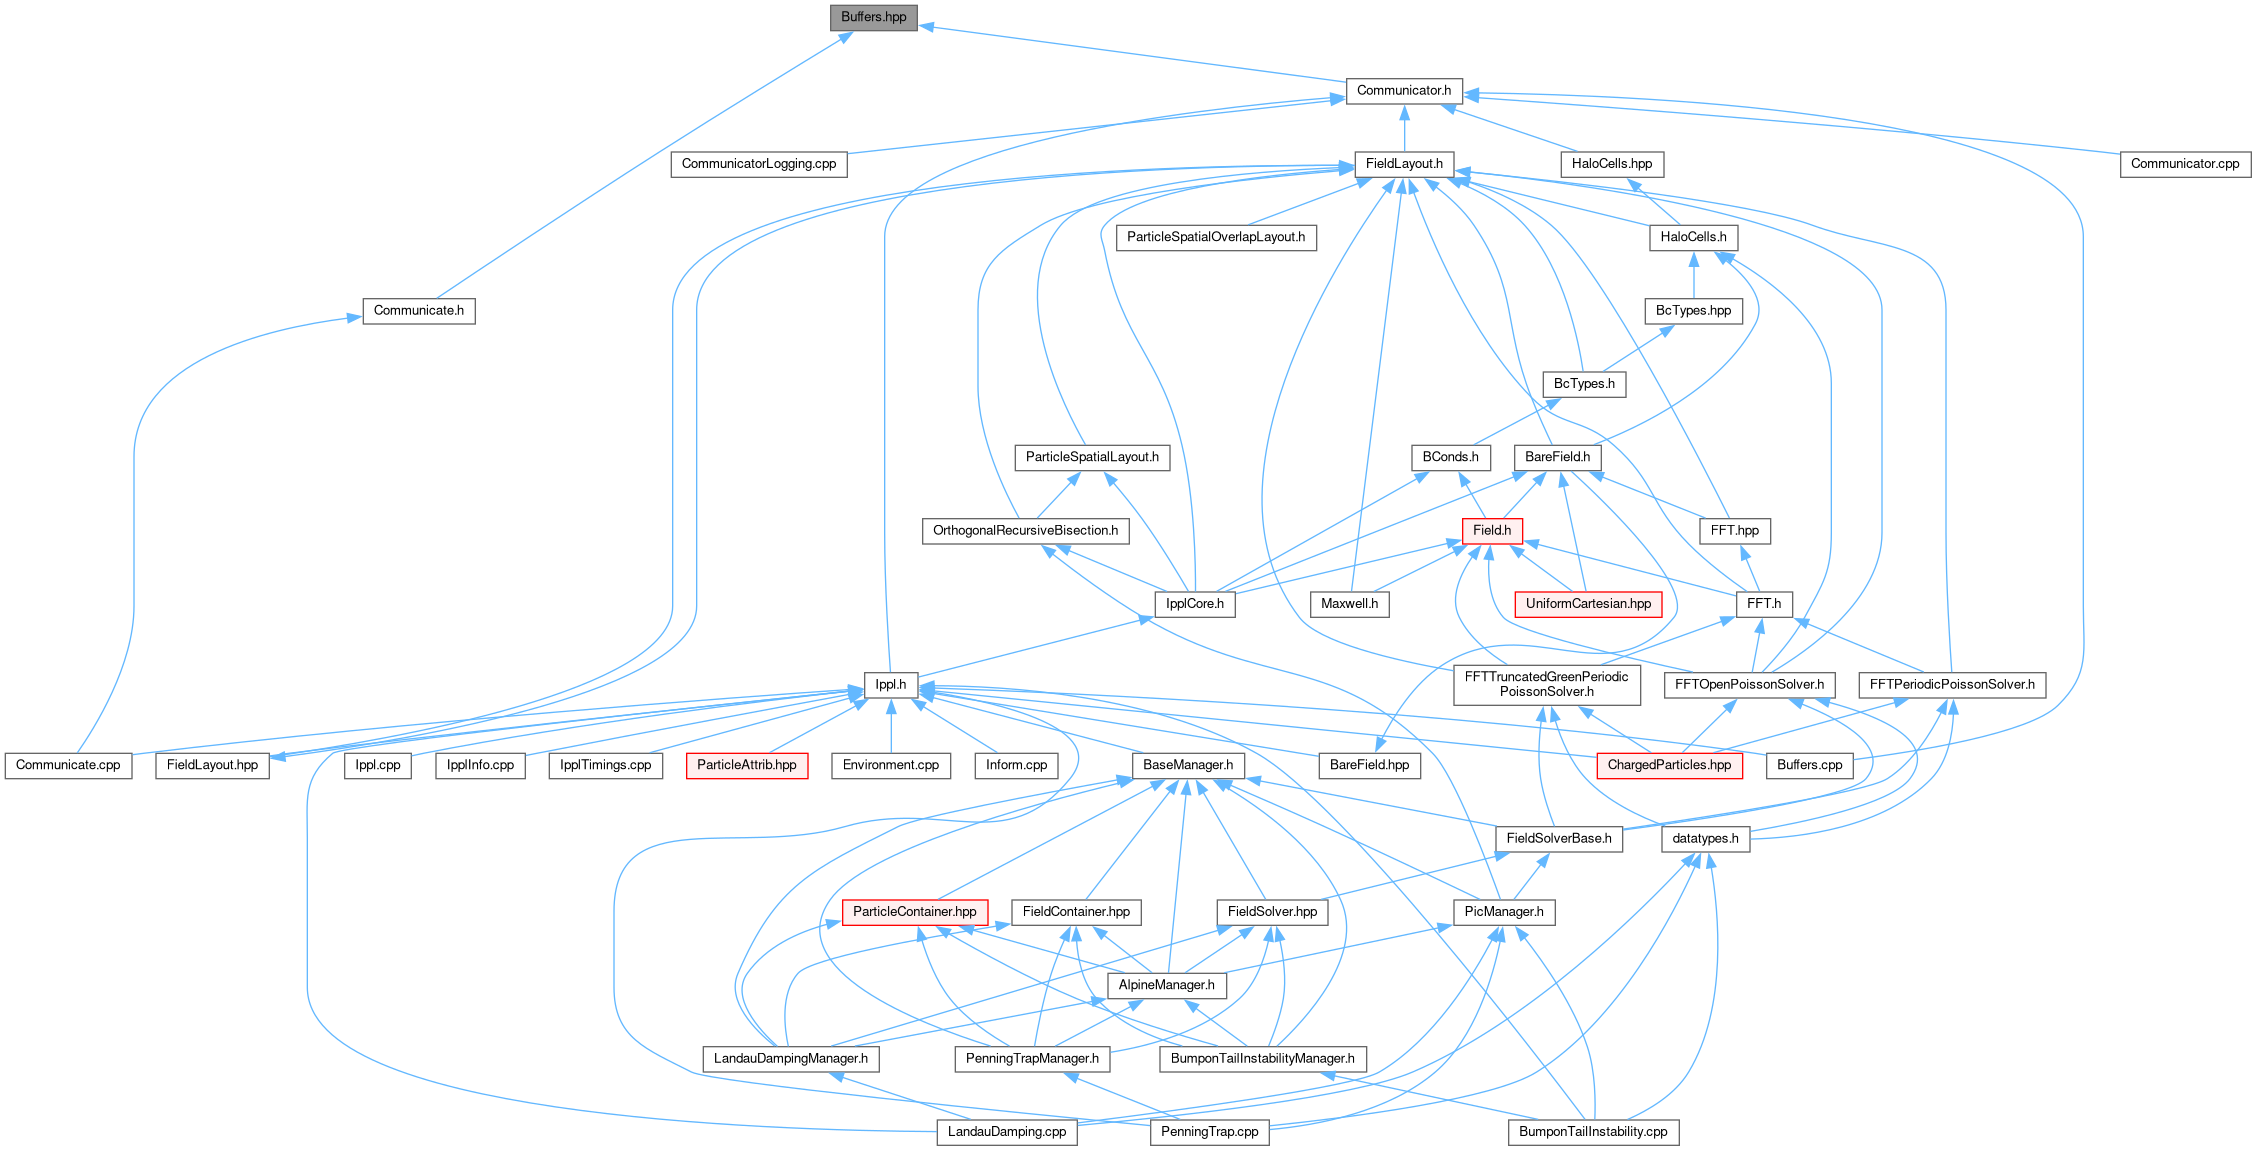 Buffers.hpp
Communicator.h
CommunicatorLogging.cpp
FieldLayout.h
HaloCells.hpp
Communicator.cpp
ParticleSpatialOverlapLayout.h
HaloCells.h
Communicate.h
BcTypes.hpp
BcTypes.h
ParticleSpatialLayout.h
BConds.h
BareField.h
OrthogonalRecursiveBisection.h
Field.h
FFT.hpp
IpplCore.h
Maxwell.h
UniformCartesian.hpp
FFT.h
Ippl.h
FFTTruncatedGreenPeriodic
PoissonSolver.h
FFTOpenPoissonSolver.h
FFTPeriodicPoissonSolver.h
Communicate.cpp
FieldLayout.hpp
Ippl.cpp
IpplInfo.cpp
IpplTimings.cpp
ParticleAttrib.hpp
Environment.cpp
Inform.cpp
BaseManager.h
BareField.hpp
ChargedParticles.hpp
Buffers.cpp
FieldSolverBase.h
datatypes.h
ParticleContainer.hpp
FieldContainer.hpp
FieldSolver.hpp
PicManager.h
AlpineManager.h
LandauDampingManager.h
PenningTrapManager.h
BumponTailInstabilityManager.h
LandauDamping.cpp
PenningTrap.cpp
BumponTailInstability.cpp